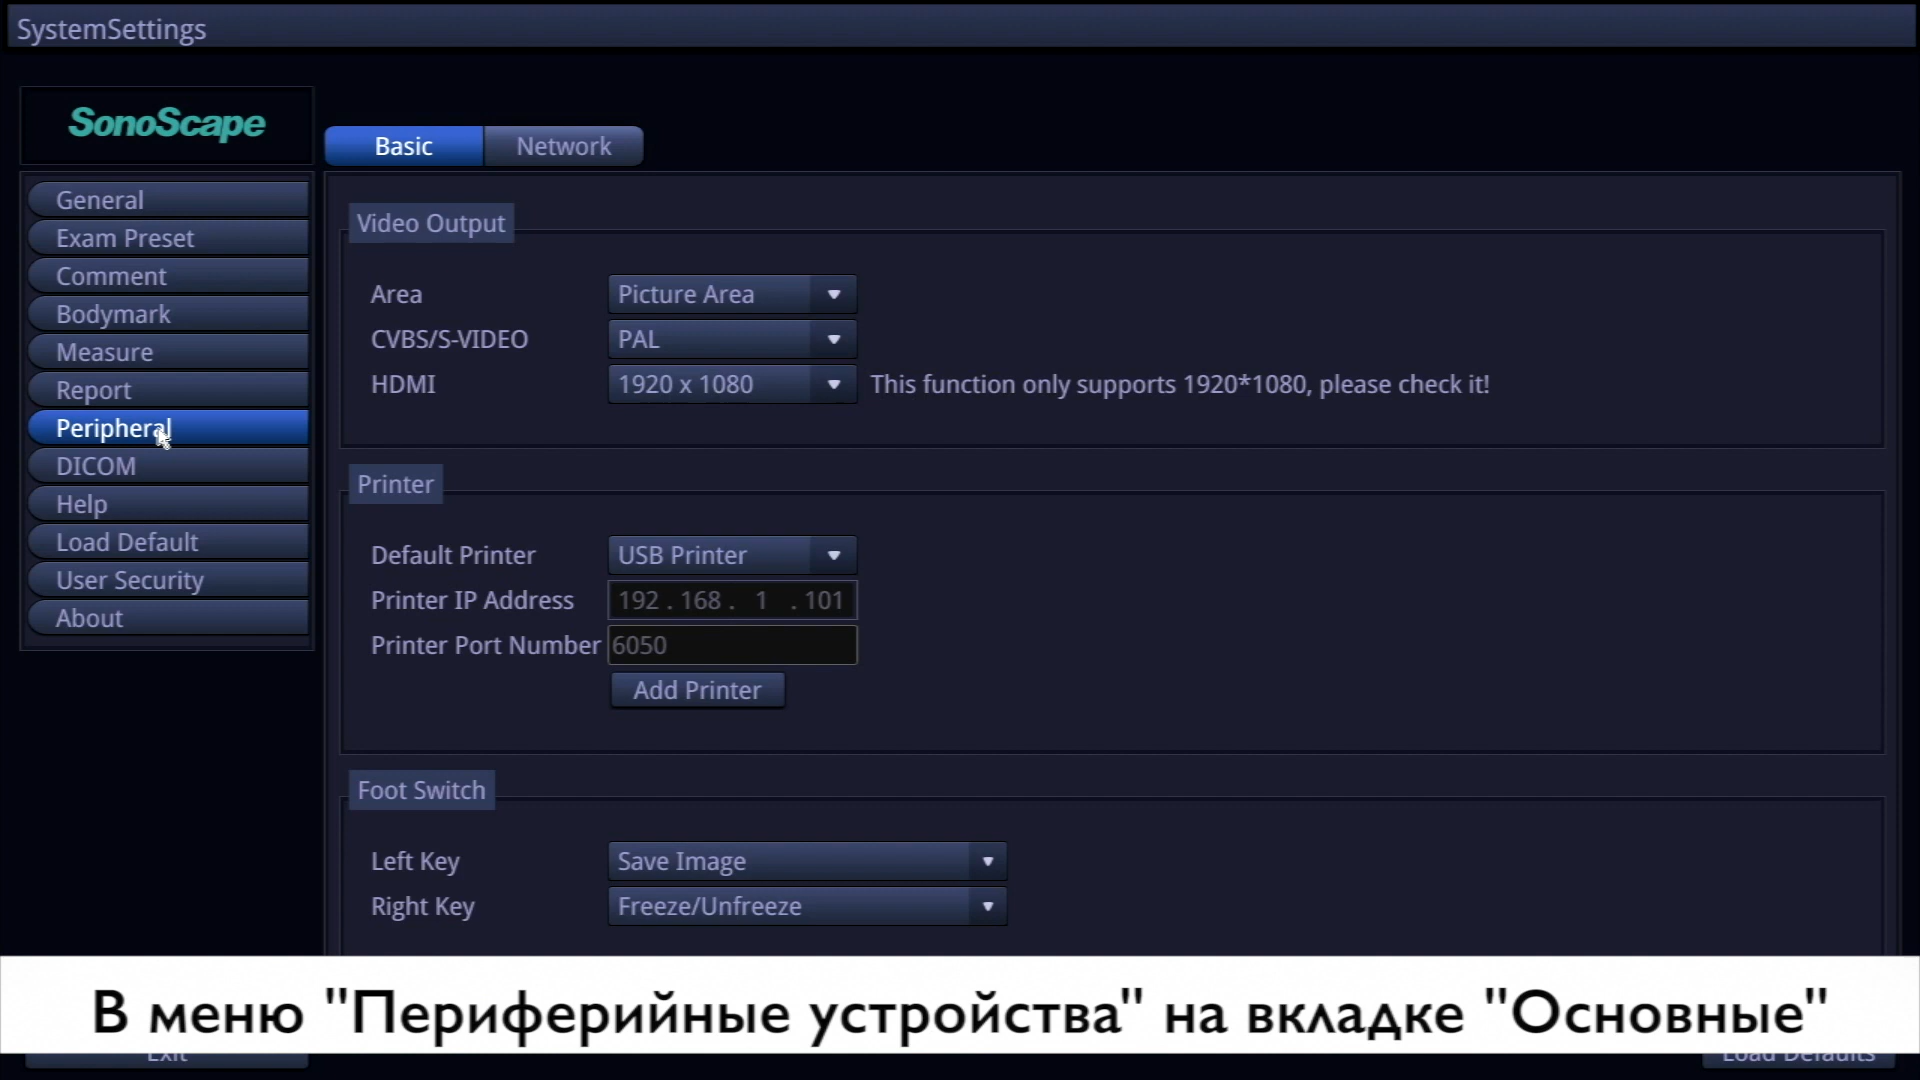 SystemSettings
SonoScape
Basic
Network
General
Exam Preset
Comment
Bodymark
Measure
Report
Peripheral
DICOM
Help
Load Default
User Security
About
Video Output
Area
Picture Area
CVBS/S-VIDEO
PAL
HDMI
1920 x 1080
This function only supports 1920*1080, please check it!
Printer
Default Printer
USB Printer
Printer IP Address
192 . 168 . 1 . 101
Printer Port Number
6050
Add Printer
Foot Switch
Left Key
Save Image
Right Key
Freeze/Unfreeze
В меню "Периферийные устройства" на вкладке "Основные"
Exit
Load Defaults